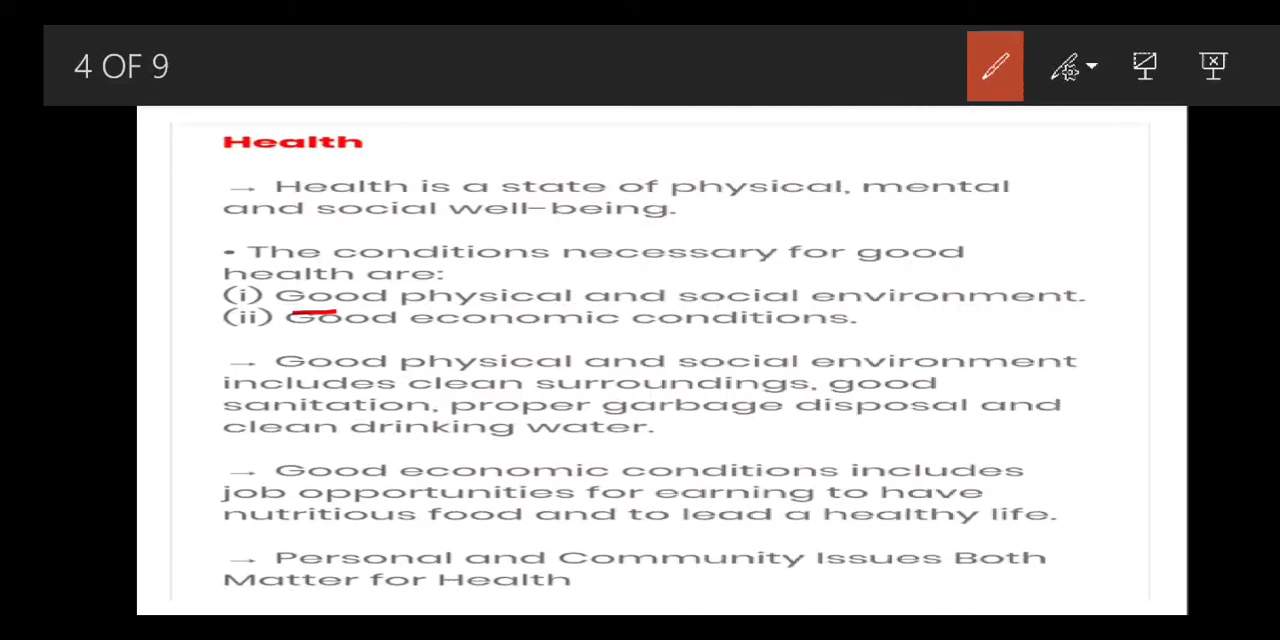 4 OF 9
Health
→ Health is a state of physical, mental
and social well-being.
• The conditions necessary for good
health are:
(i) Good physical and social environment.
(ii) Good economic conditions.
→ Good physical and social environment
includes clean surroundings, good
sanitation, proper garbage disposal and
clean drinking water.
→ Good economic conditions includes
job opportunities for earning to have
nutritious food and to lead a healthy life.
→ Personal and Community Issues Both
Matter for Health